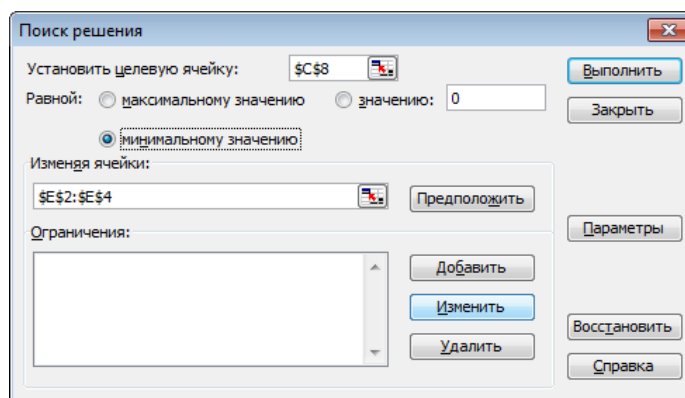 Поиск решения
Установить целевую ячейку: $C$8
Выполнить
Равной: максимальному значению значению: 0
Закрыть
минимальному значению
Изменяя ячейки:
$E$2:$E$4
Предположить
Ограничения:
Параметры
Добавить
Изменить
Удалить
Восстановить
Справка